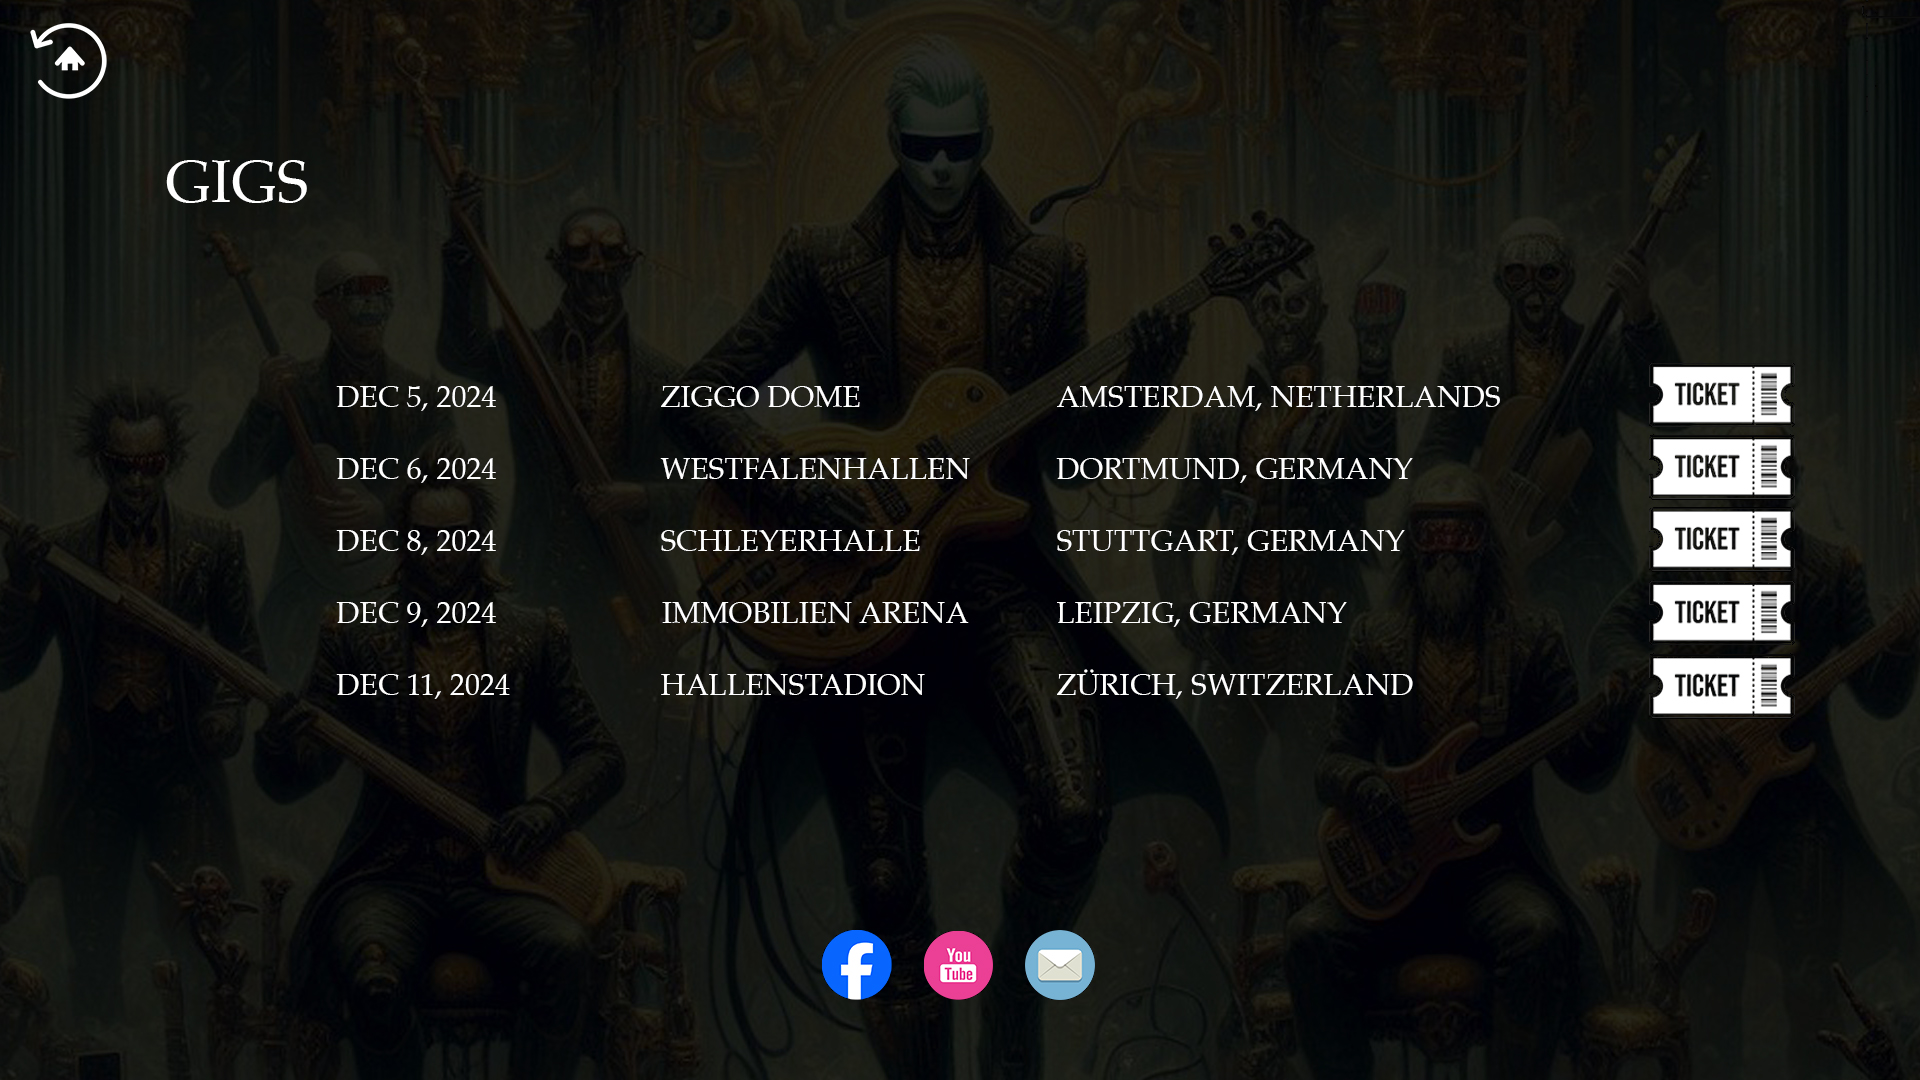 GIGS
DEC 5, 2024 ZIGGO DOME AMSTERDAM, NETHERLANDS TICKET
DEC 6, 2024 WESTFALENHALLEN DORTMUND, GERMANY TICKET
DEC 8, 2024 SCHLEYERHALLE STUTTGART, GERMANY TICKET
DEC 9, 2024 IMMOBILIEN ARENA LEIPZIG, GERMANY TICKET
DEC 11, 2024 HALLENSTADION ZÜRICH, SWITZERLAND TICKET
f
You
Tube